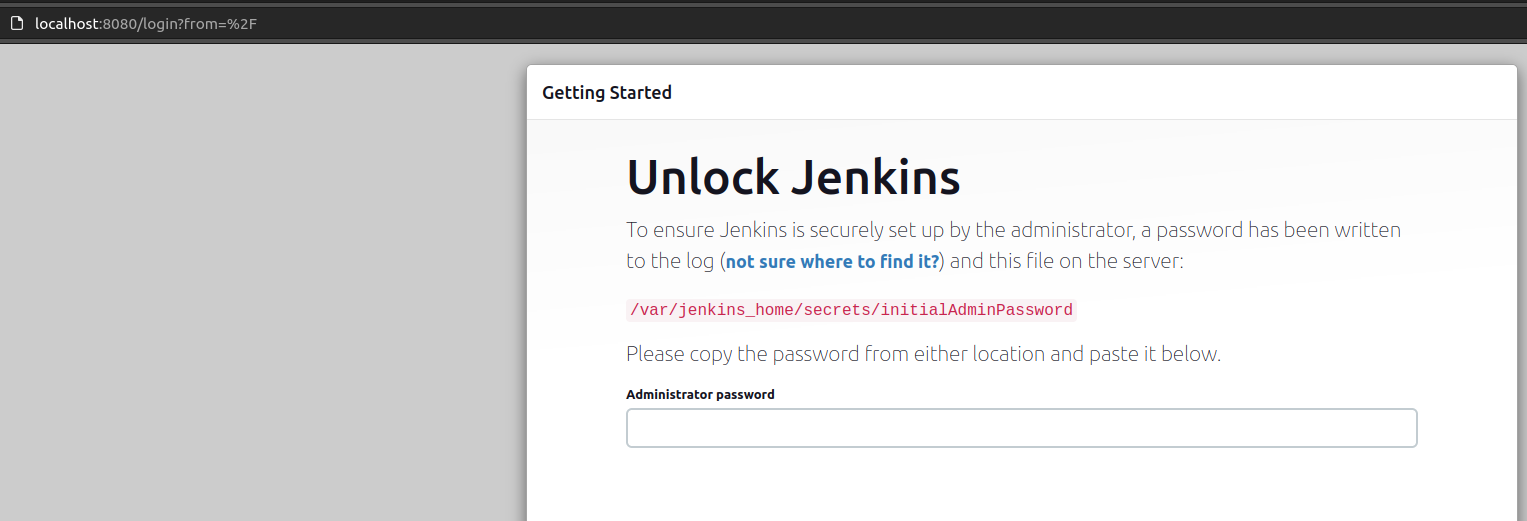 localhost:8080/login?from=%2F
Getting Started
Unlock Jenkins
To ensure Jenkins is securely set up by the administrator, a password has been written
to the log (not sure where to find it?) and this file on the server:
/var/jenkins_home/secrets/initialAdminPassword
Please copy the password from either location and paste it below.
Administrator password